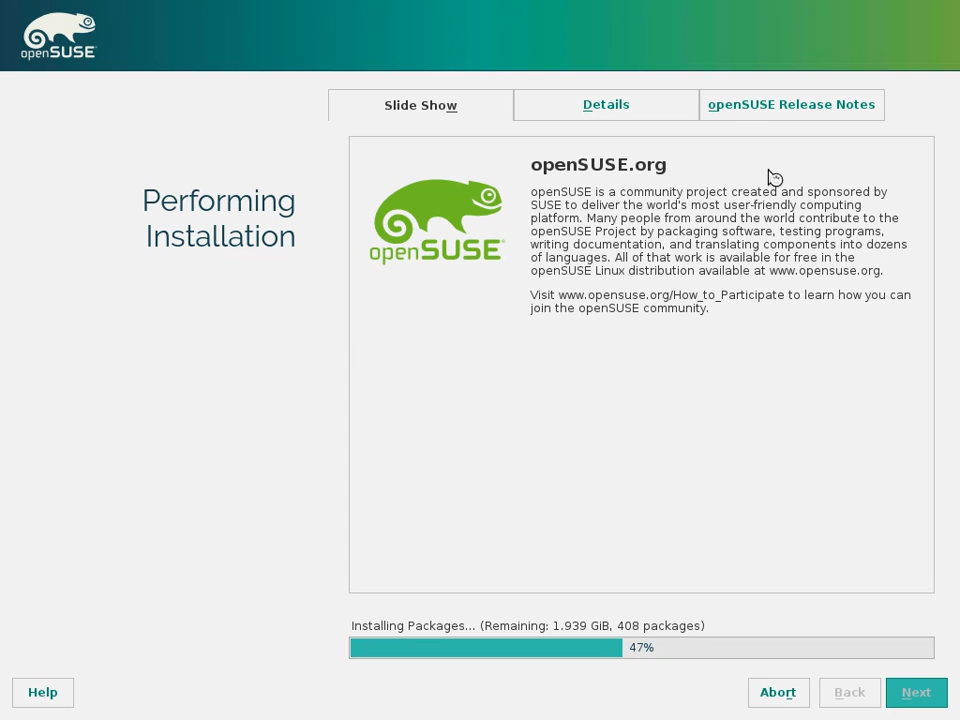 openSUSE
Slide Show
Details
openSUSE Release Notes
Performing
Installation
openSUSE
openSUSE.org
openSUSE is a community project created and sponsored by
SUSE to deliver the world's most user-friendly computing
platform. Many people from around the world contribute to the
openSUSE Project by packaging software, testing programs,
writing documentation, and translating components into dozens
of languages. All of that work is available for free in the
openSUSE Linux distribution available at www.opensuse.org.
Visit www.opensuse.org/How_to_Participate to learn how you can
join the openSUSE community.
Installing Packages... (Remaining: 1.939 GiB, 408 packages)
47%
Help
Abort
Back
Next